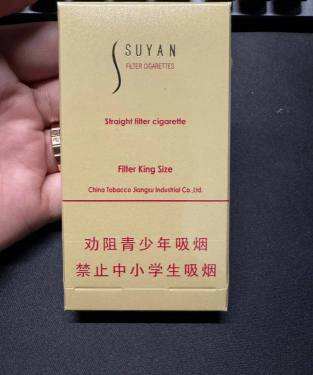 SUYAN
FILTER CIGARETTES
Straight filter cigarette
Filter King Size
China Tobacco Jiangsu Industrial Co.,Ltd.
劝阻青少年吸烟
禁止中小学生吸烟